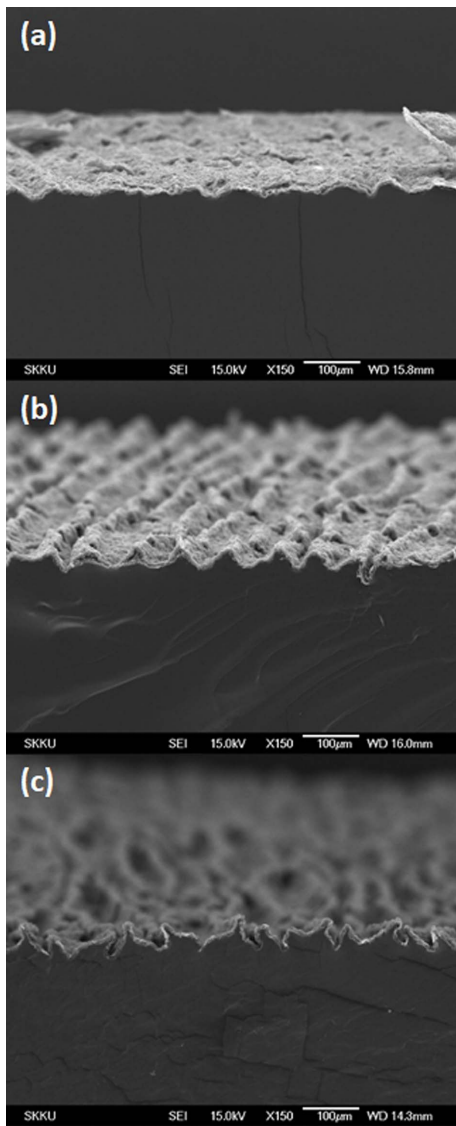 (a)
SKKU SEI 15.0kV X150 100μm WD 15.8mm
(b)
SKKU SEI 15.0kV X150 100μm WD 16.0mm
(c)
SKKU SEI 15.0kV X150 100μm WD 14.3mm